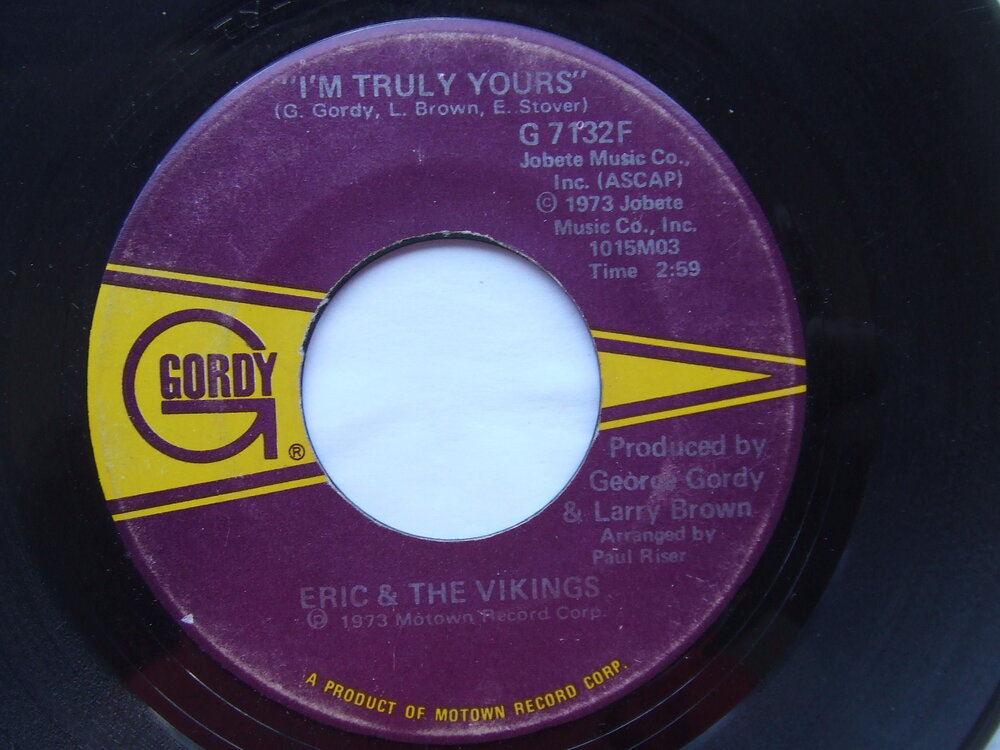 "I'M TRULY YOURS"
(G. Gordy, L. Brown, E. Stover)
G 7132F
Jobete Music Co.,
Inc. (ASCAP)
© 1973 Jobete
Music Co., Inc.
1015M03
Time 2:59
GORDY
®
Produced by
George Gordy
& Larry Brown
Arranged by
Paul Riser
ERIC & THE VIKINGS
℗ 1973 Motown Record Corp.
A PRODUCT OF MOTOWN RECORD CORP.